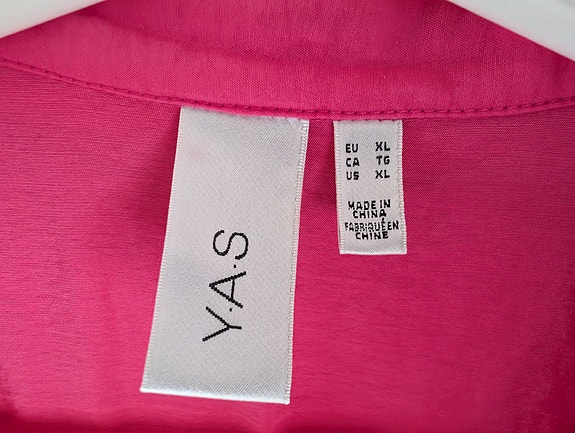 Y.A.S
EU XL
CA TG
US XL
MADE IN
CHINA
FABRIQUÉ EN
CHINE